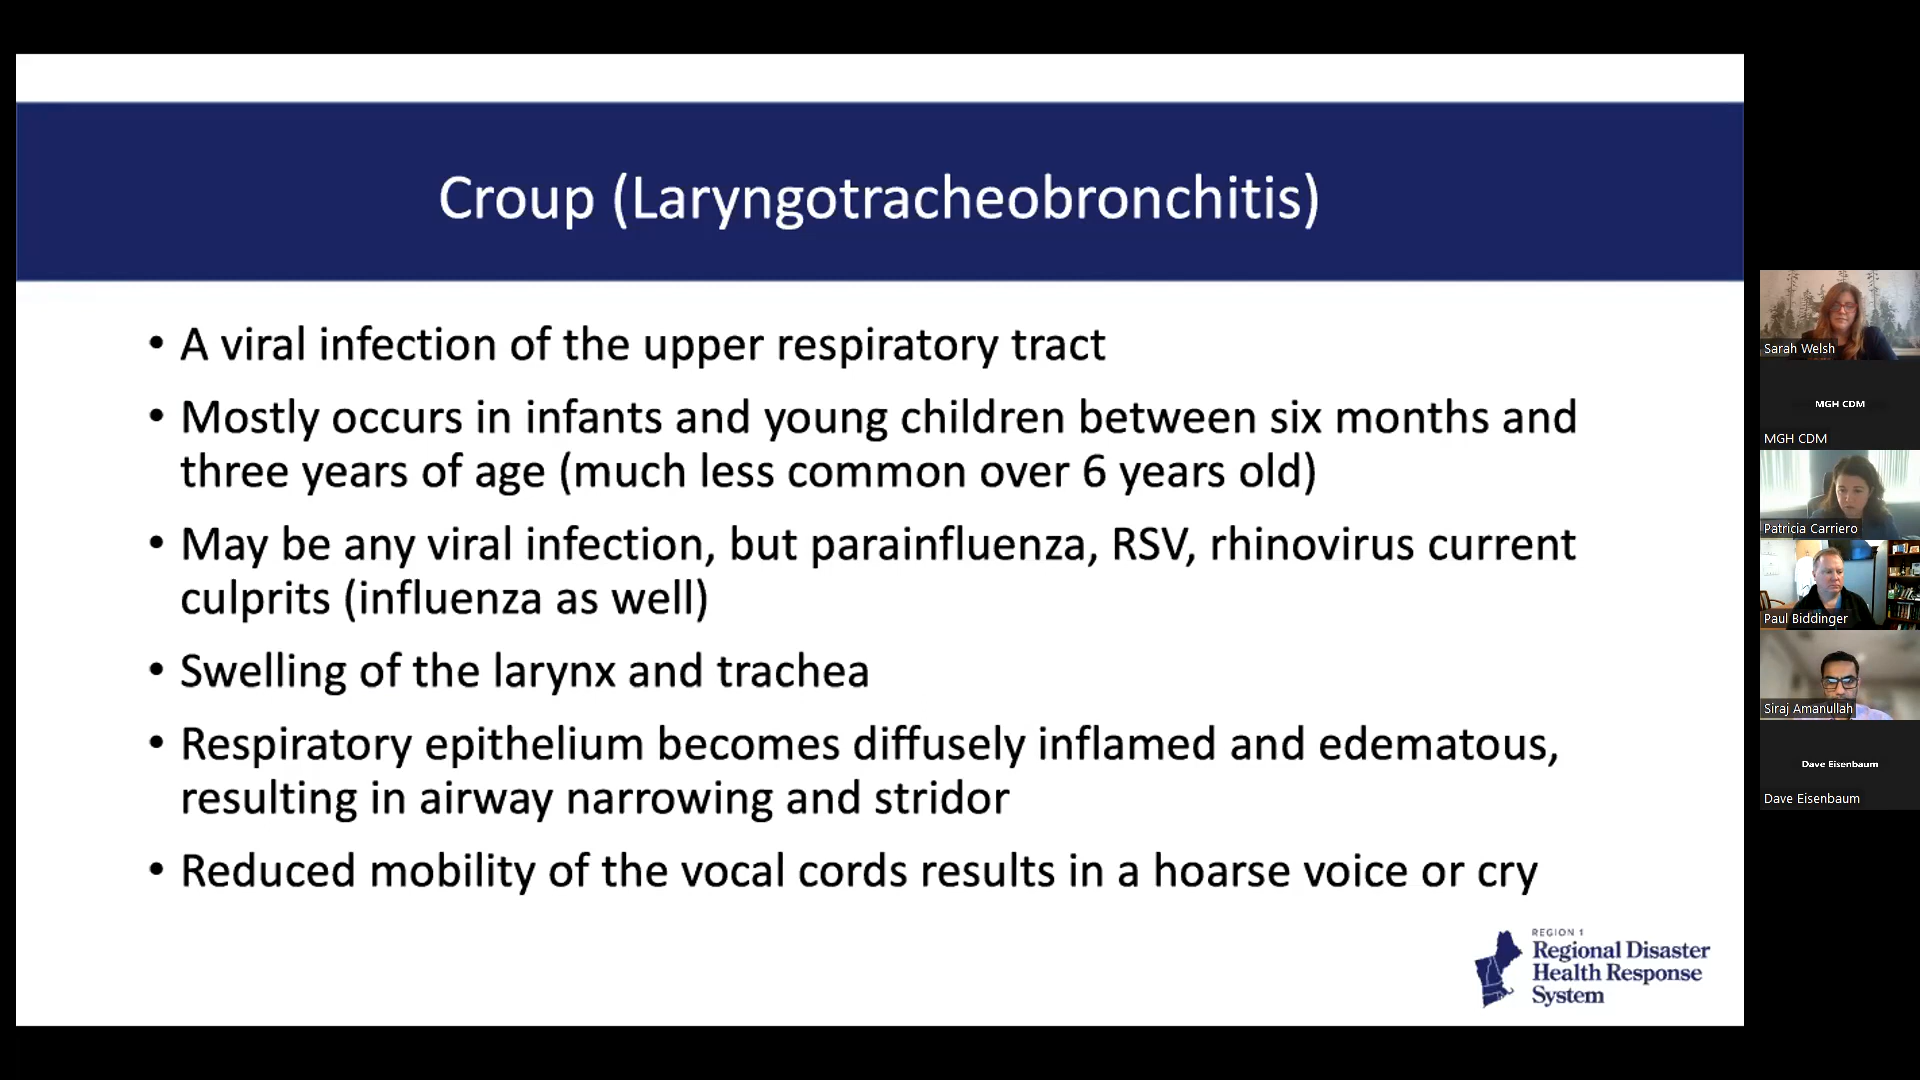 Croup (Laryngotracheobronchitis)
• A viral infection of the upper respiratory tract
• Mostly occurs in infants and young children between six months and
three years of age (much less common over 6 years old)
• May be any viral infection, but parainfluenza, RSV, rhinovirus current
culprits (influenza as well)
• Swelling of the larynx and trachea
• Respiratory epithelium becomes diffusely inflamed and edematous,
resulting in airway narrowing and stridor
• Reduced mobility of the vocal cords results in a hoarse voice or cry
REGION 1
Regional Disaster
Health Response
System
Sarah Welsh
MGH CDM
MGH CDM
Patricia Carriero
Paul Biddinger
Siraj Amanullah
Dave Eisenbaum
Dave Eisenbaum